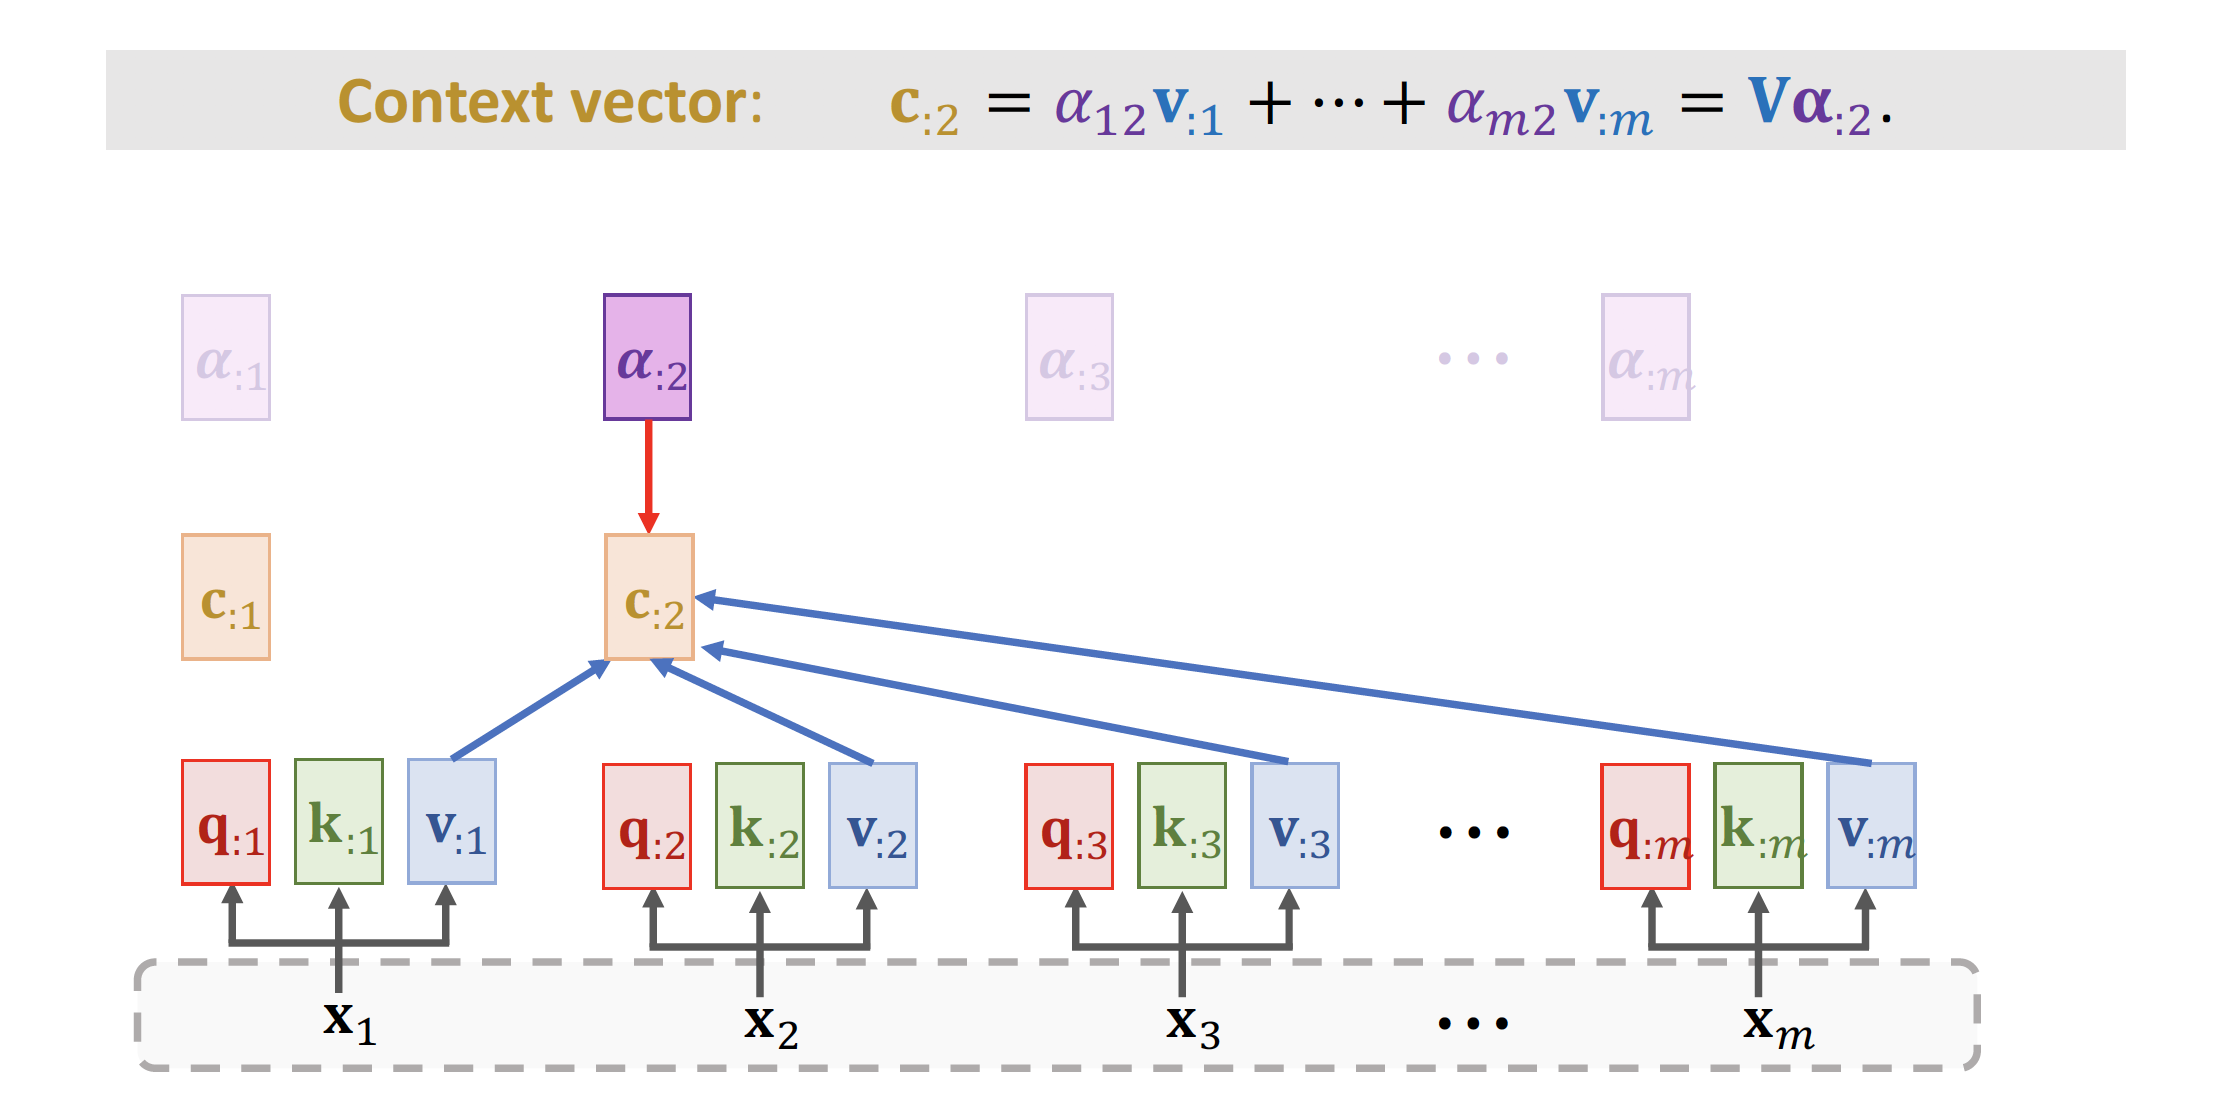 Context vector: c:2 = α12v:1 + ⋯ + αm2v:m = Vα:2.
α:1 α:2 α:3 ⋯ α:m
c:1 c:2
q:1 k:1 v:1 q:2 k:2 v:2 q:3 k:3 v:3 ⋯ q:m k:m v:m
x1 x2 x3 ⋯ xm